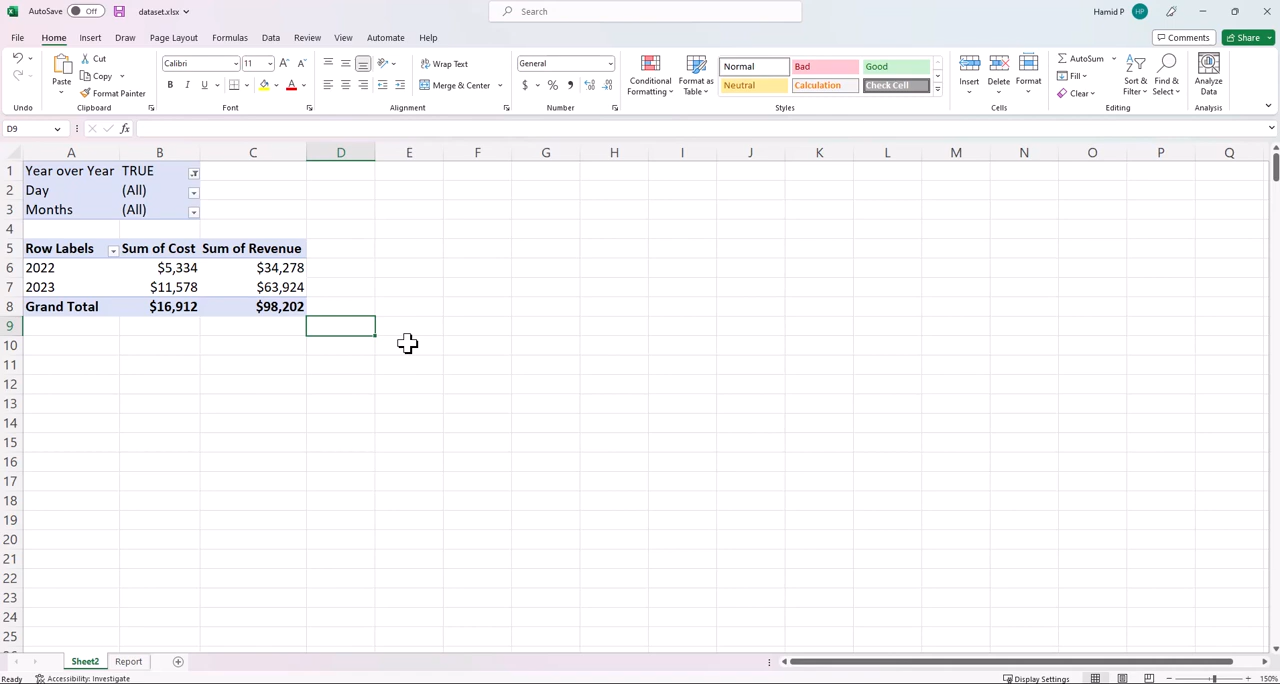 AutoSave Off dataset.xlsx Search Hamid P HP
File Home Insert Draw Page Layout Formulas Data Review View Automate Help Comments Share
Cut Calibri 11 A A Wrap Text General Normal Bad Good AutoSum
Paste Copy Conditional Formatting Format as Table Insert Delete Format Fill Sort & Filter Find & Select Analyze Data
Format Painter B U A Merge & Center $ % , Neutral Calculation Check Cell Clear
Undo Clipboard Font Alignment Number Styles Cells Editing Analysis
D9 fx
A B C D E F G H I J K L M N O P Q
1 Year over Year TRUE
2 Day (All)
3 Months (All)
4
5 Row Labels Sum of Cost Sum of Revenue
6 2022 $5,334 $34,278
7 2023 $11,578 $63,924
8 Grand Total $16,912 $98,202
9
10
11
12
13
14
15
16
17
18
19
20
21
22
23
24
25
Sheet2 Report
Ready Accessibility: Investigate Display Settings 150%